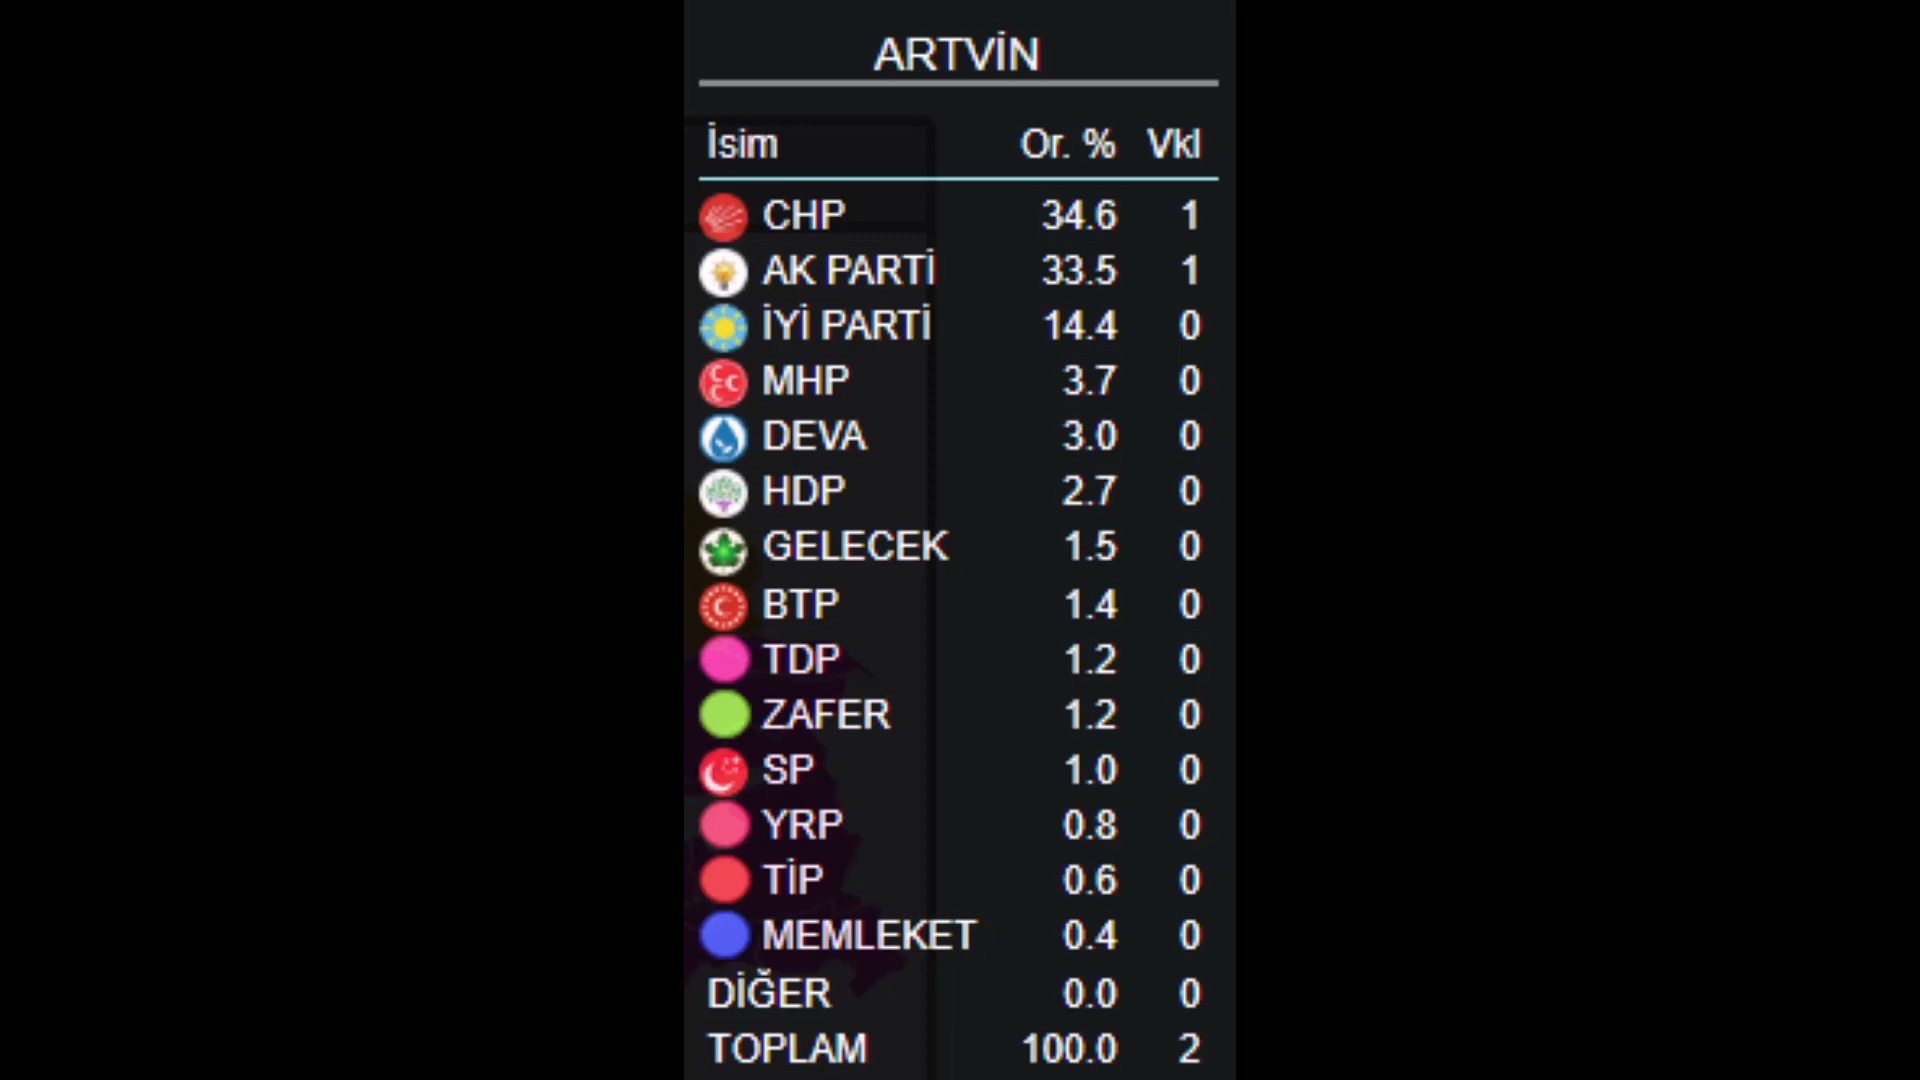 ARTVİN
İsim Or. % Vkl
CHP 34.6 1
AK PARTİ 33.5 1
İYİ PARTİ 14.4 0
MHP 3.7 0
DEVA 3.0 0
HDP 2.7 0
GELECEK 1.5 0
BTP 1.4 0
TDP 1.2 0
ZAFER 1.2 0
SP 1.0 0
YRP 0.8 0
TİP 0.6 0
MEMLEKET 0.4 0
DİĞER 0.0 0
TOPLAM 100.0 2